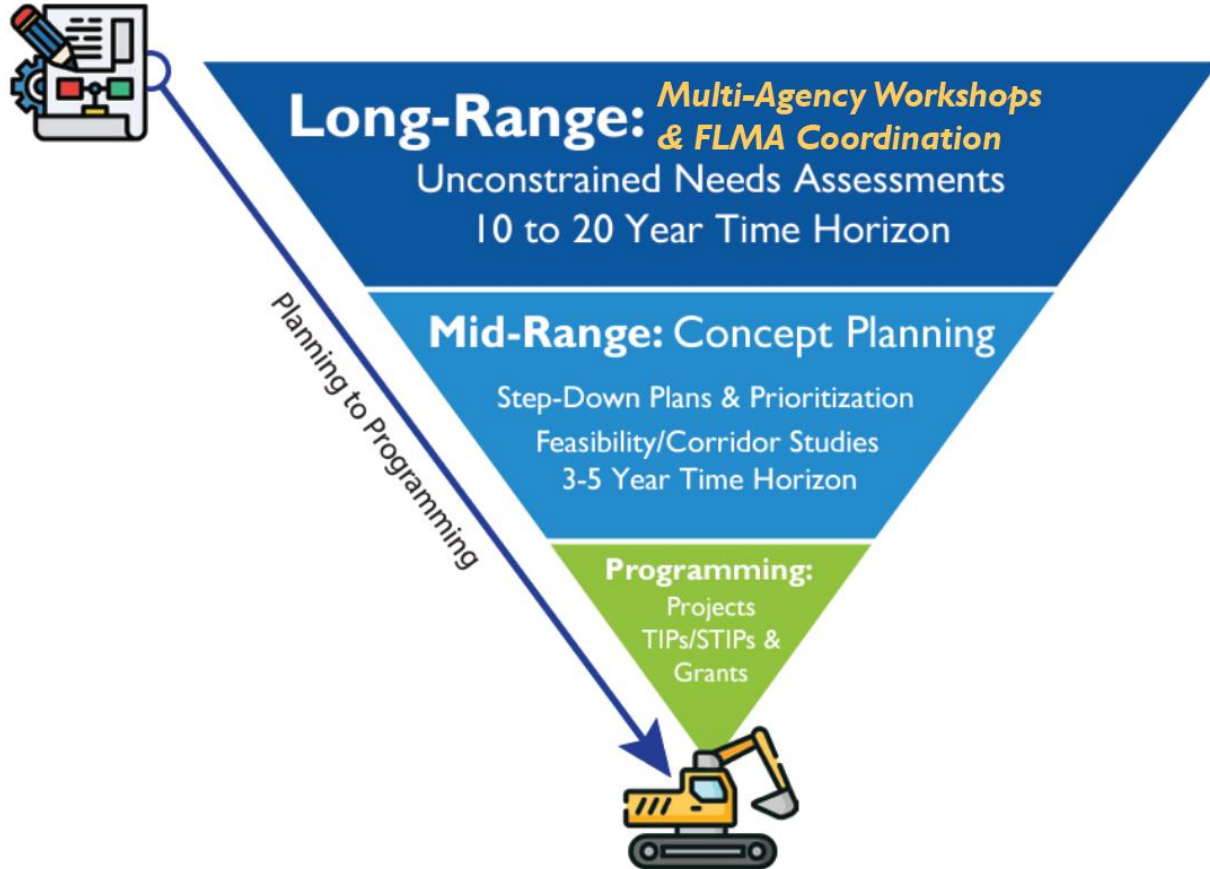 Long-Range: Multi-Agency Workshops
& FLMA Coordination
Unconstrained Needs Assessments
10 to 20 Year Time Horizon
Planning to Programming
Mid-Range: Concept Planning
Step-Down Plans & Prioritization
Feasibility/Corridor Studies
3-5 Year Time Horizon
Programming:
Projects
TIPs/STIPs &
Grants